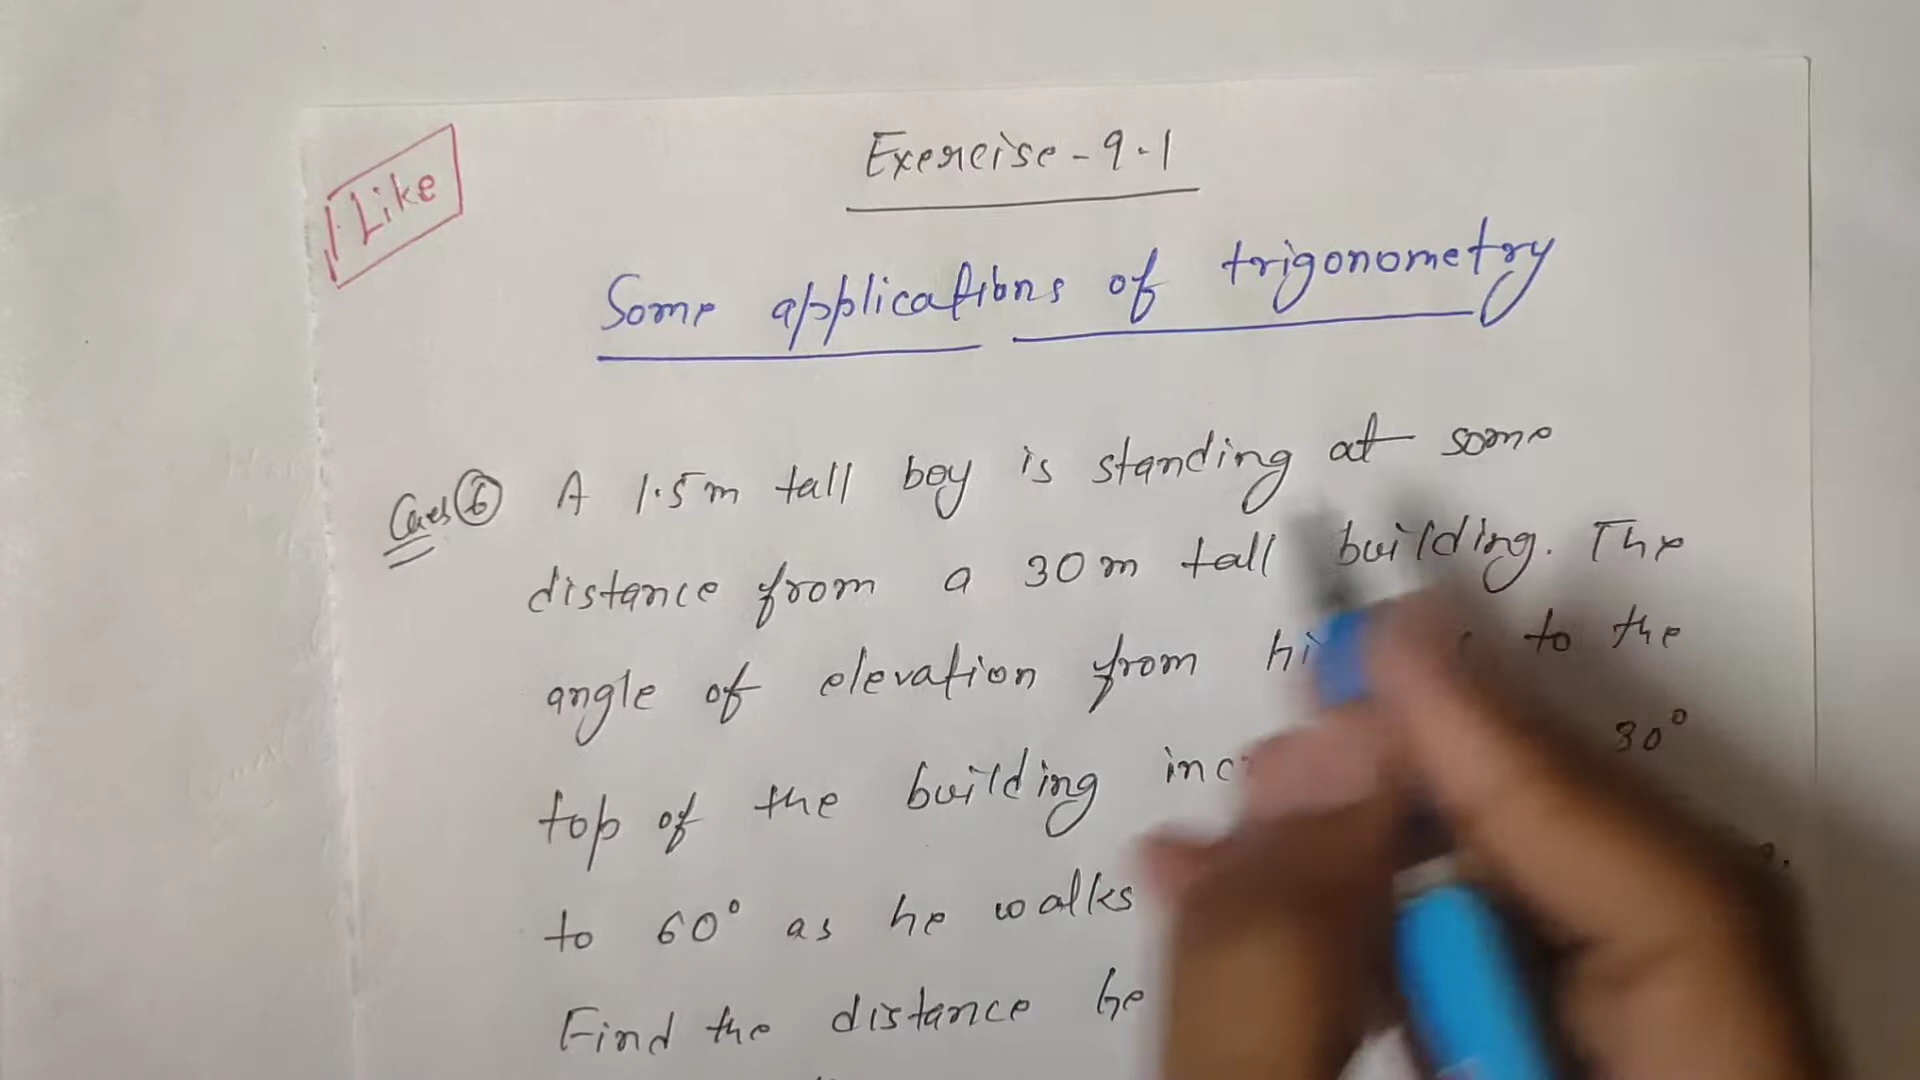 Exercise-9.1
Like
Some applications of trigonometry
Ques 6 A 1.5m tall boy is standing at some
distance from a 30m tall building. The
angle of elevation from to the
top of the building 30°
to 60° as he walks
Find the distance he